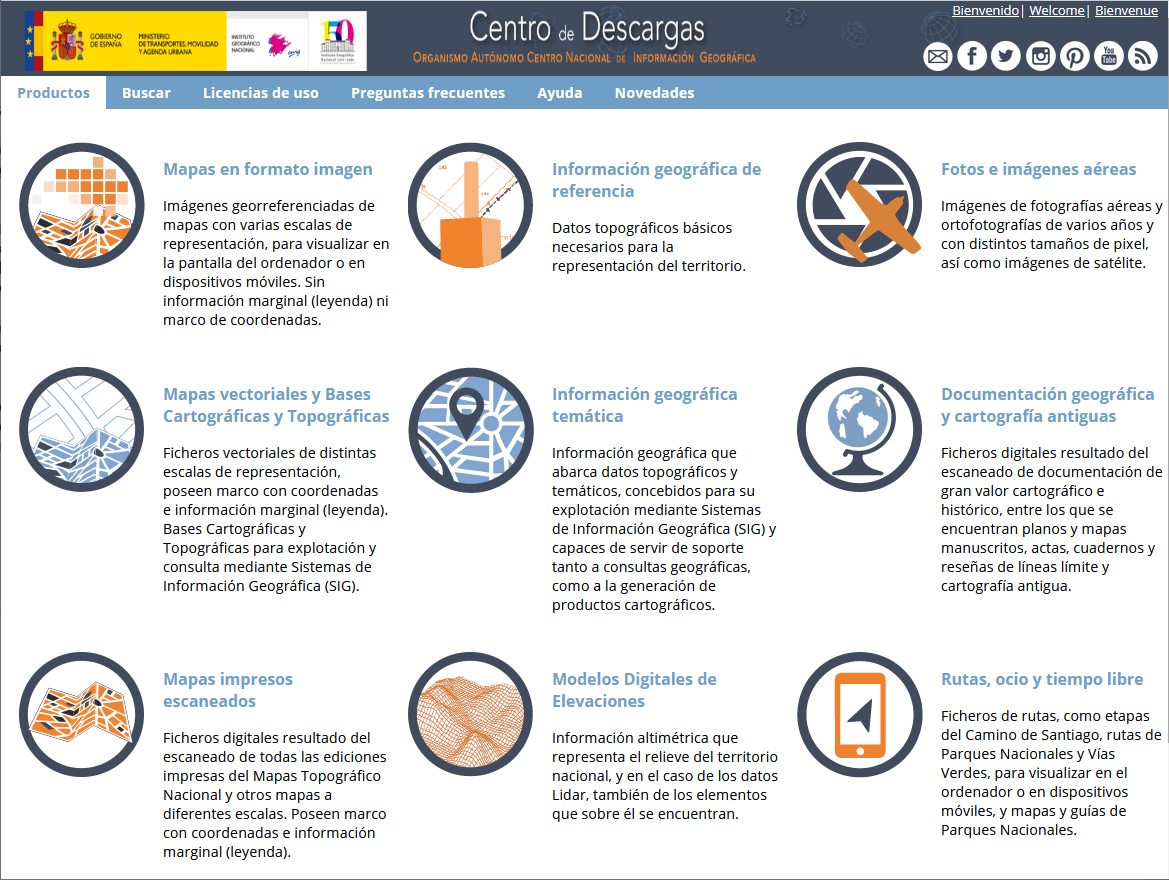 Bienvenido| Welcome| Bienvenue
GOBIERNO
DE ESPAÑA
MINISTERIO
DE TRANSPORTES, MOVILIDAD
Y AGENDA URBANA
INSTITUTO
GEOGRÁFICO
NACIONAL
150
Centro de Descargas
Organismo Autónomo Centro Nacional de Información Geográfica
You
Tube
Productos
Buscar
Licencias de uso
Preguntas frecuentes
Ayuda
Novedades
Mapas en formato imagen
Imágenes georreferenciadas de
mapas con varias escalas de
representación, para visualizar en
la pantalla del ordenador o en
dispositivos móviles. Sin
información marginal (leyenda) ni
marco de coordenadas.
Información geográfica de
referencia
Datos topográficos básicos
necesarios para la
representación del territorio.
Fotos e imágenes aéreas
Imágenes de fotografías aéreas y
ortofotografías de varios años y
con distintos tamaños de pixel,
así como imágenes de satélite.
Mapas vectoriales y Bases
Cartográficas y Topográficas
Ficheros vectoriales de distintas
escalas de representación,
poseen marco con coordenadas
e información marginal (leyenda).
Bases Cartográficas y
Topográficas para explotación y
consulta mediante Sistemas de
Información Geográfica (SIG).
Información geográfica
temática
Información geográfica que
abarca datos topográficos y
temáticos, concebidos para su
explotación mediante Sistemas
de Información Geográfica (SIG) y
capaces de servir de soporte
tanto a consultas geográficas,
como a la generación de
productos cartográficos.
Documentación geográfica
y cartografía antiguas
Ficheros digitales resultado del
escaneado de documentación de
gran valor cartográfico e
histórico, entre los que se
encuentran planos y mapas
manuscritos, actas, cuadernos y
reseñas de líneas límite y
cartografía antigua.
Mapas impresos
escaneados
Ficheros digitales resultado del
escaneado de todas las ediciones
impresas del Mapas Topográfico
Nacional y otros mapas a
diferentes escalas. Poseen marco
con coordenadas e información
marginal (leyenda).
Modelos Digitales de
Elevaciones
Información altimétrica que
representa el relieve del territorio
nacional, y en el caso de los datos
Lidar, también de los elementos
que sobre él se encuentran.
Rutas, ocio y tiempo libre
Ficheros de rutas, como etapas
del Camino de Santiago, rutas de
Parques Nacionales y Vías
Verdes, para visualizar en el
ordenador o en dispositivos
móviles, y mapas y guías de
Parques Nacionales.